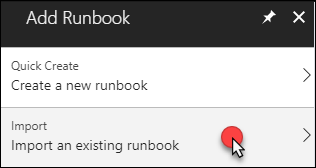 Add Runbook
Quick Create
Create a new runbook
Import
Import an existing runbook